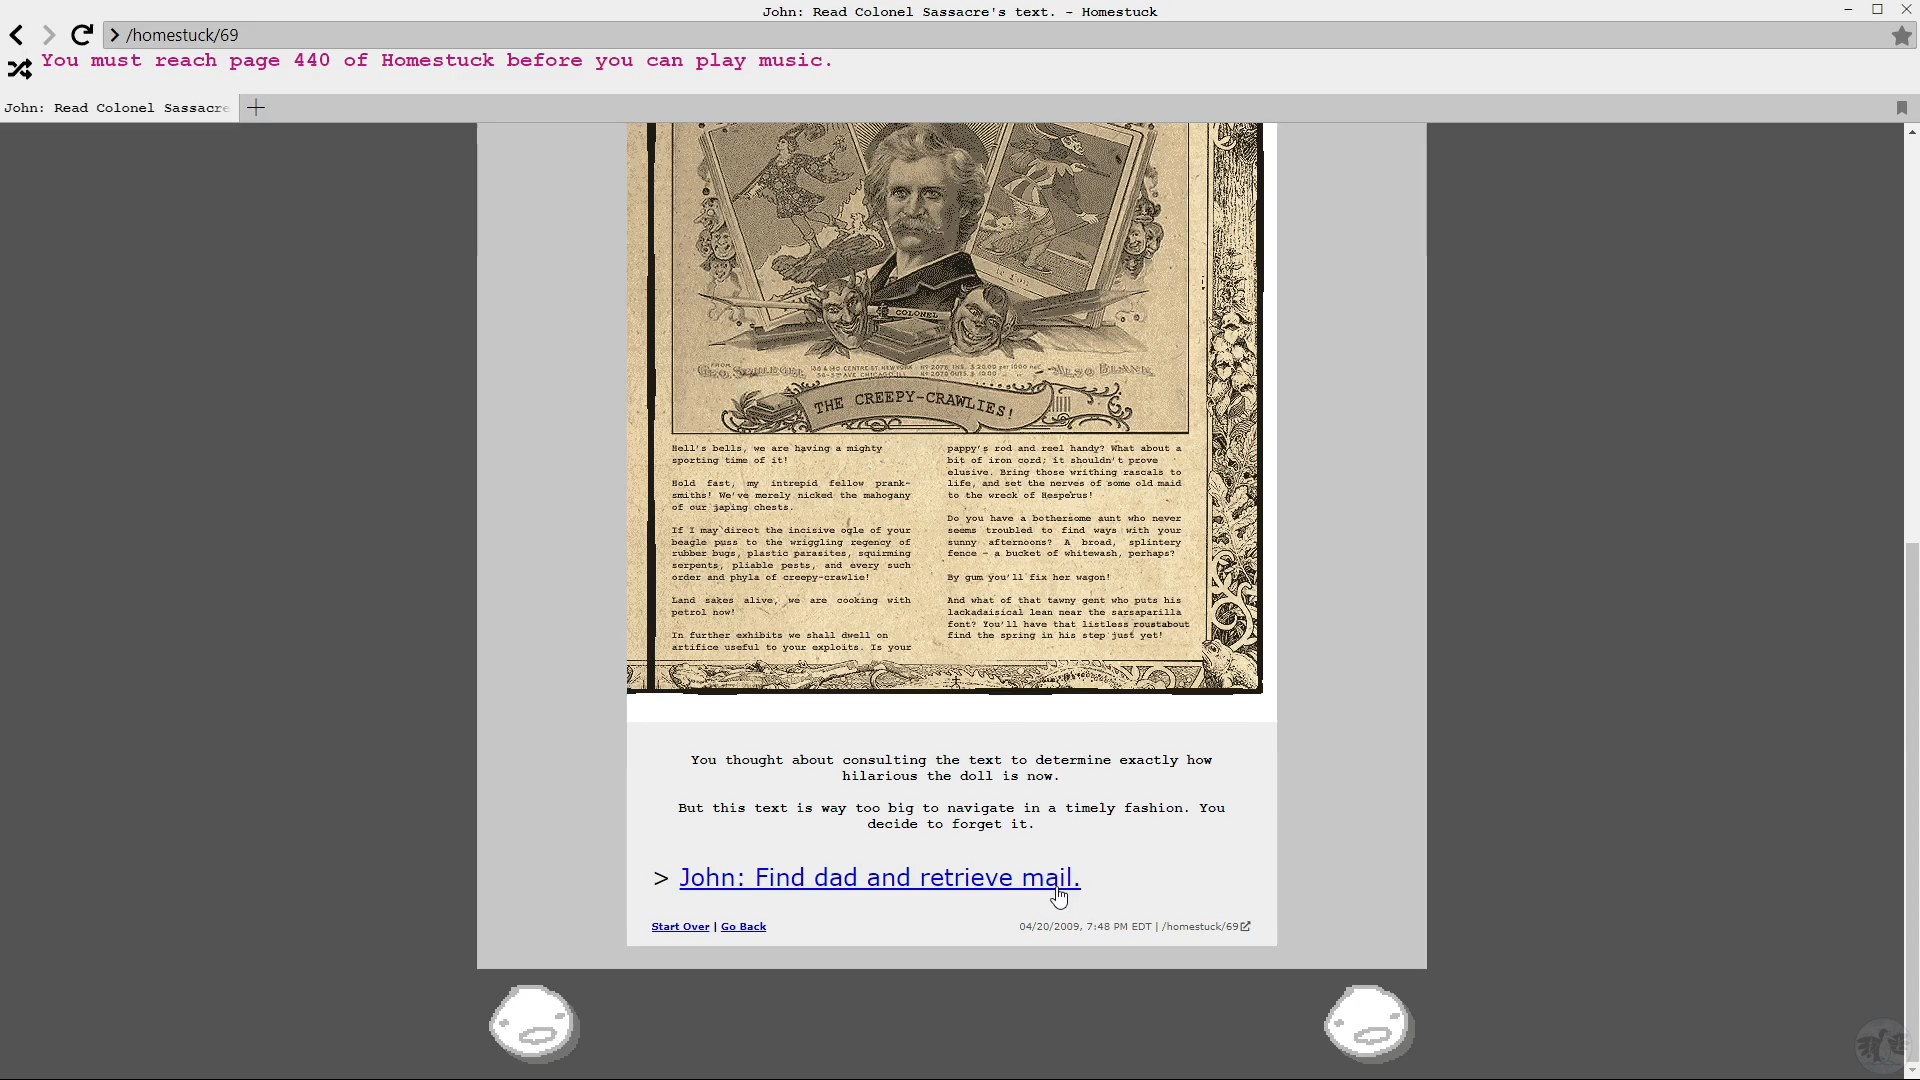 John: Read Colonel Sassacre's text. - Homestuck
/homestuck/69
You must reach page 440 of Homestuck before you can play music.
John: Read Colonel Sassacre
COLONEL
FROM
GEO. SCHLEGEL
ALSO BLANK
THE CREEPY-CRAWLIES!
Hell's bells, we are having a mighty
sporting time of it!
Hold fast, my intrepid fellow prank-
smiths! We've merely nicked the mahogany
of our japing chests.
If I may direct the incisive ogle of your
beagle puss to the wriggling regency of
rubber bugs, plastic parasites, squirming
serpents, pliable pests, and every such
order and phyla of creepy-crawlie!
Land sakes alive, we are cooking with
petrol now!
In further exhibits we shall dwell on
artifice useful to your exploits. Is your
pappy's rod and reel handy? What about a
bit of iron cord; it shouldn't prove
elusive. Bring those writhing rascals to
life, and set the nerves of some old maid
to the wreck of Hesperus!
Do you have a bothersome aunt who never
seems troubled to find ways with your
sunny afternoons? A broad, splintery
fence - a bucket of whitewash, perhaps?
By gum you'll fix her wagon!
And what of that tawny gent who puts his
lackadaisical lean near the sarsaparilla
font? You'll have that listless roustabout
find the spring in his step just yet!
You thought about consulting the text to determine exactly how
hilarious the doll is now.
But this text is way too big to navigate in a timely fashion. You
decide to forget it.
> John: Find dad and retrieve mail.
Start Over | Go Back
04/20/2009, 7:48 PM EDT | /homestuck/69